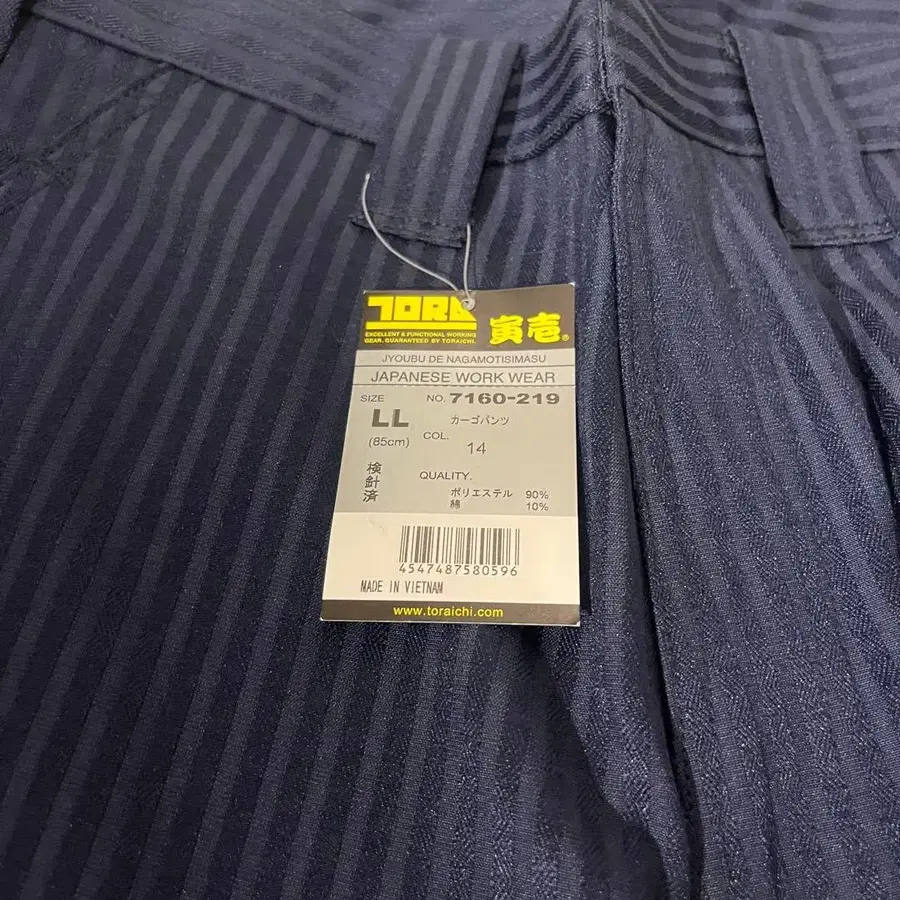 TORA 寅壱®
EXCELLENT & FUNCTIONAL WORKING
GEAR. GUARANTEED BY TORAICHI.
JYOUBU DE NAGAMOTISIMASU
JAPANESE WORK WEAR
SIZE NO. 7160-219
LL カーゴパンツ
(85cm) COL. 14
検針済
QUALITY.
ポリエステル 90%
綿 10%
4547487580596
MADE IN VIETNAM
www.toraichi.com